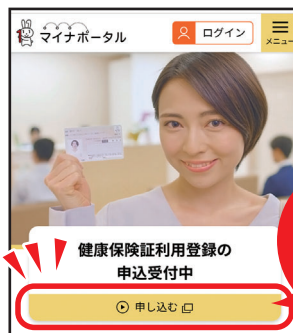 マイナポータル
ログイン
メニュー
健康保険証利用登録の
申込受付中
申し込む